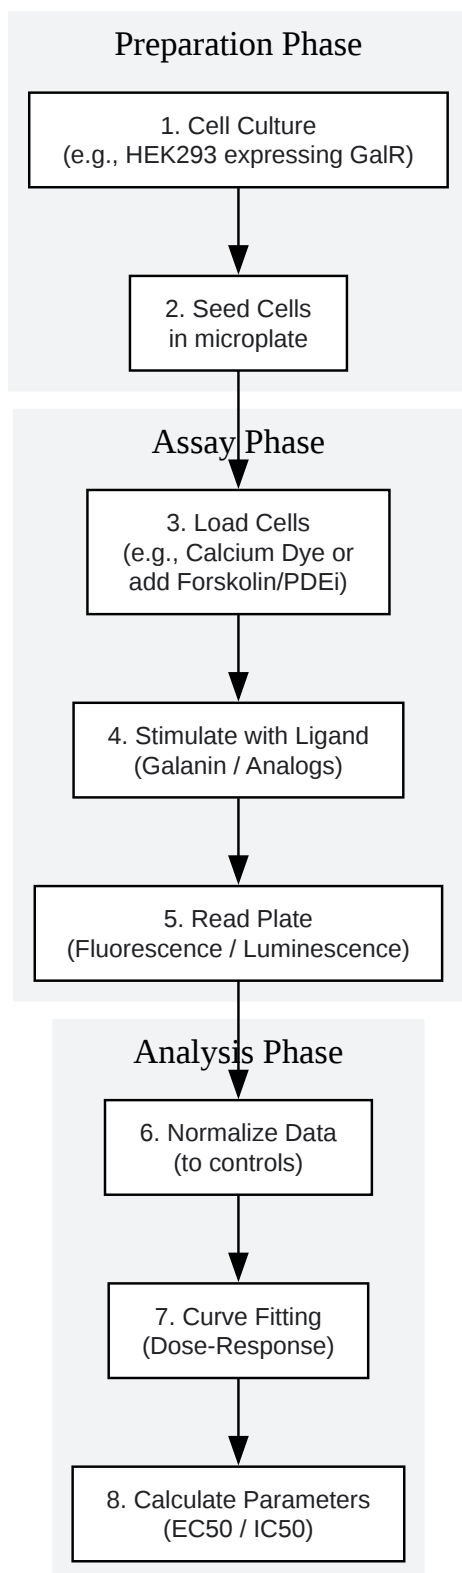 Preparation Phase
1. Cell Culture
(e.g., HEK293 expressing GalR)
2. Seed Cells
in microplate
Assay Phase
3. Load Cells
(e.g., Calcium Dye or
add Forskolin/PDEi)
4. Stimulate with Ligand
(Galanin / Analogs)
5. Read Plate
(Fluorescence / Luminescence)
Analysis Phase
6. Normalize Data
(to controls)
7. Curve Fitting
(Dose-Response)
8. Calculate Parameters
(EC50 / IC50)